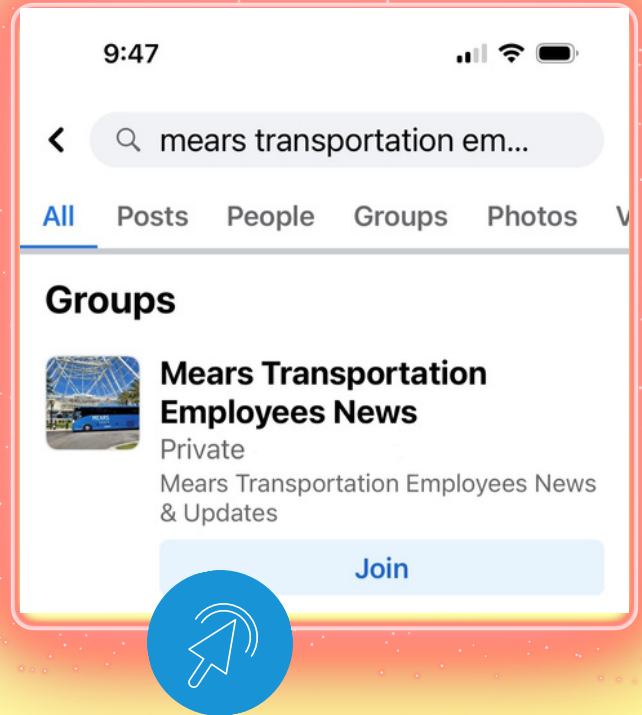 9:47
mears transportation em...
All Posts People Groups Photos
Groups
Mears Transportation
Employees News
Private
Mears Transportation Employees News
& Updates
Join
MEARS